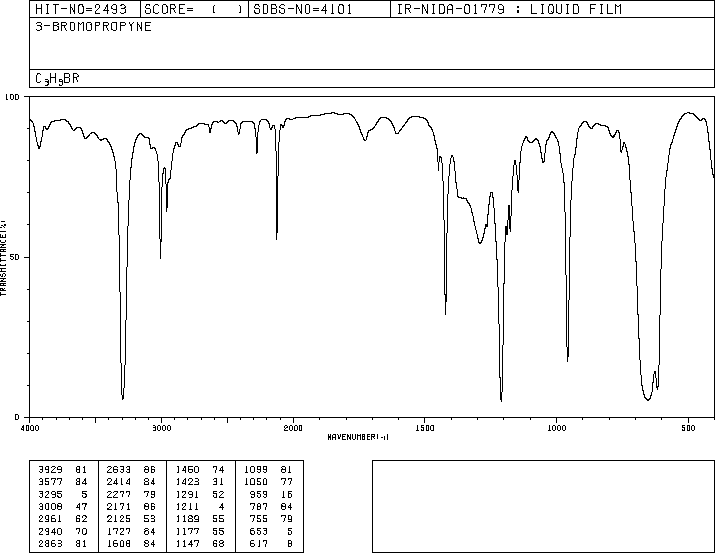 HIT-NO=2493 SCORE= ( ) SDBS-NO=4101 IR-NIDA-01779 : LIQUID FILM
3-BROMOPROPYNE
C3H3BR
100
50
0
TRANSMITTANCE(%)
4000 3000 2000 1500 1000 500
WAVENUMBER(-1)
3929 81 2633 86 1450 74 1099 81
3577 84 2414 84 1423 31 1050 77
3295 5 2277 79 1291 52 959 16
3008 47 2171 86 1211 4 787 84
2961 62 2125 53 1189 55 755 79
2940 70 1727 84 1177 55 653 5
2863 81 1608 84 1147 68 617 8